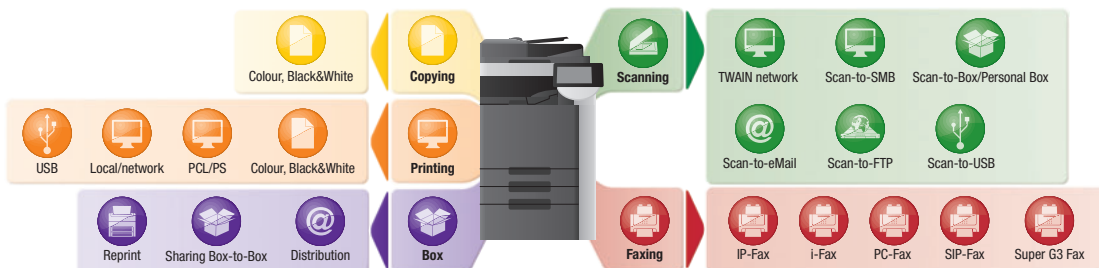 Colour, Black&White
Copying
Scanning
TWAIN network
Scan-to-SMB
Scan-to-Box/Personal Box
USB
Local/network
PCL/PS
Colour, Black&White
Printing
Scan-to-eMail
Scan-to-FTP
Scan-to-USB
Reprint
Sharing Box-to-Box
Distribution
Box
Faxing
IP-Fax
i-Fax
PC-Fax
SIP-Fax
Super G3 Fax